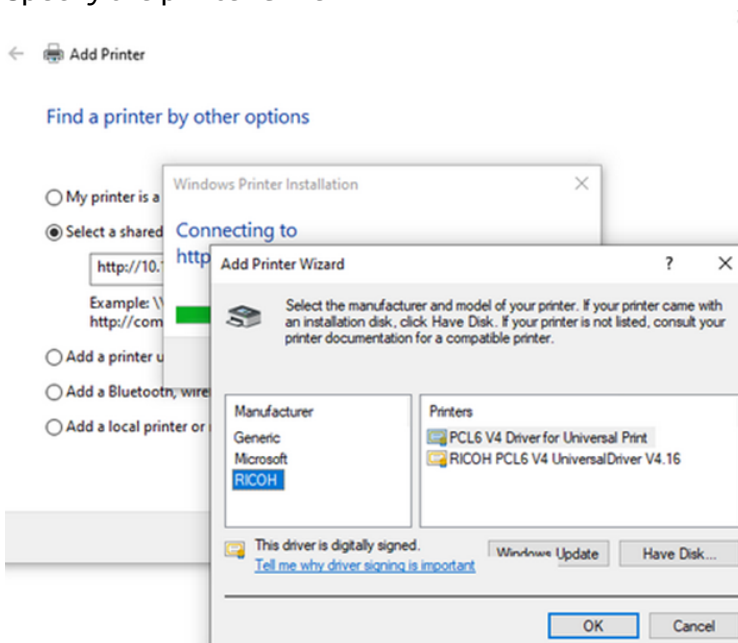 Add Printer
Find a printer by other options
My printer is a
Select a shared
http://10.
Example: \\
http://com
Add a printer u
Add a Bluetooth, wire
Add a local printer or
Windows Printer Installation
Connecting to
http
Add Printer Wizard
?
Select the manufacturer and model of your printer. If your printer came with
an installation disk, click Have Disk. If your printer is not listed, consult your
printer documentation for a compatible printer.
Manufacturer
Generic
Microsoft
RICOH
Printers
PCL6 V4 Driver for Universal Print
RICOH PCL6 V4 UniversalDriver V4.16
This driver is digitally signed.
Tell me why driver signing is important
Windows Update
Have Disk...
OK
Cancel